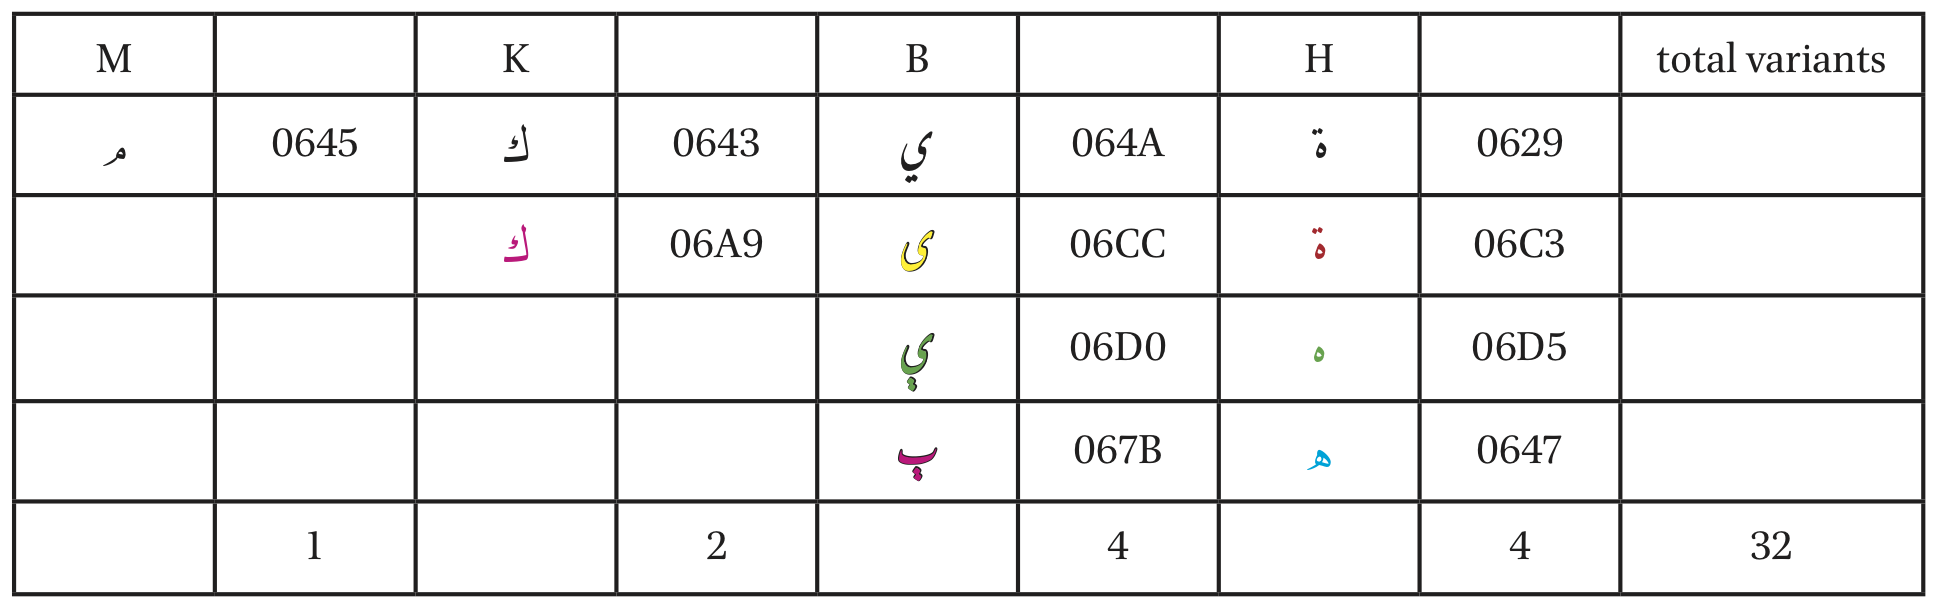 M K B H total variants
م 0645 ك 0643 ي 064A ة 0629
ك 06A9 ى 06CC ة 06C3
ې 06D0 ه 06D5
ٻ 067B ه 0647
1 2 4 4 32